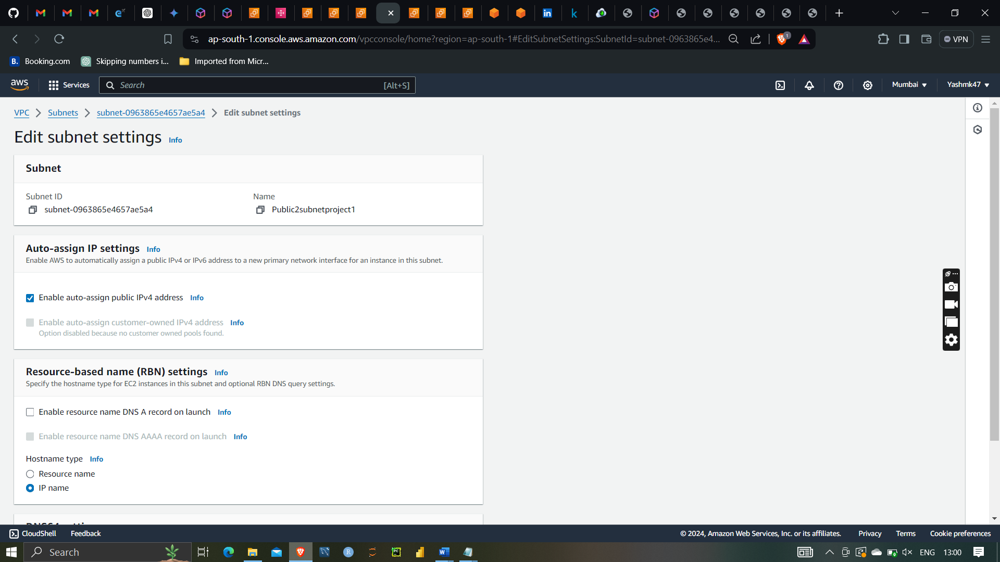 ap-south-1.console.aws.amazon.com/vpcconsole/home?region=ap-south-1#EditSubnetSettings:SubnetId=subnet-0963865e4...
1
VPN
B. Booking.com
Skipping numbers i...
Imported from Micr...
aws
Services
Search
[Alt+S]
Mumbai
Yashmk47
VPC
Subnets
subnet-0963865e4657ae5a4
Edit subnet settings
Edit subnet settings Info
Subnet
Subnet ID
subnet-0963865e4657ae5a4
Name
Public2subnetproject1
Auto-assign IP settings Info
Enable AWS to automatically assign a public IPv4 or IPv6 address to a new primary network interface for an instance in this subnet.
Enable auto-assign public IPv4 address Info
Enable auto-assign customer-owned IPv4 address Info
Option disabled because no customer owned pools found.
Resource-based name (RBN) settings Info
Specify the hostname type for EC2 instances in this subnet and optional RBN DNS query settings.
Enable resource name DNS A record on launch Info
Enable resource name DNS AAAA record on launch Info
Hostname type Info
Resource name
IP name
CloudShell
Feedback
© 2024, Amazon Web Services, Inc. or its affiliates.
Privacy
Terms
Cookie preferences
Search
ENG
13:00